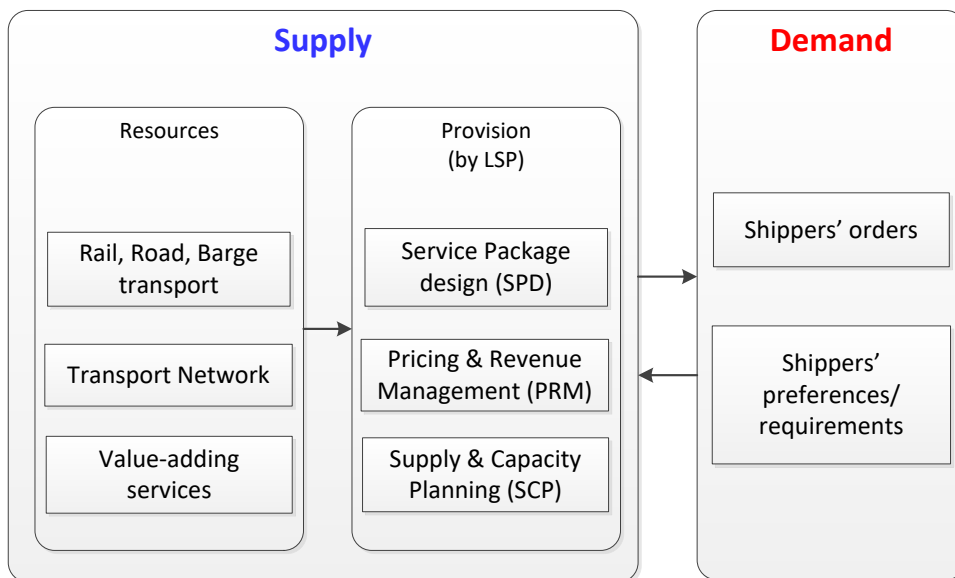 Supply
Resources
Rail, Road, Barge
transport
Transport Network
Value-adding
services
Provision
(by LSP)
Service Package
design (SPD)
Pricing & Revenue
Management (PRM)
Supply & Capacity
Planning (SCP)
Demand
Shippers' orders
Shippers'
preferences/
requirements